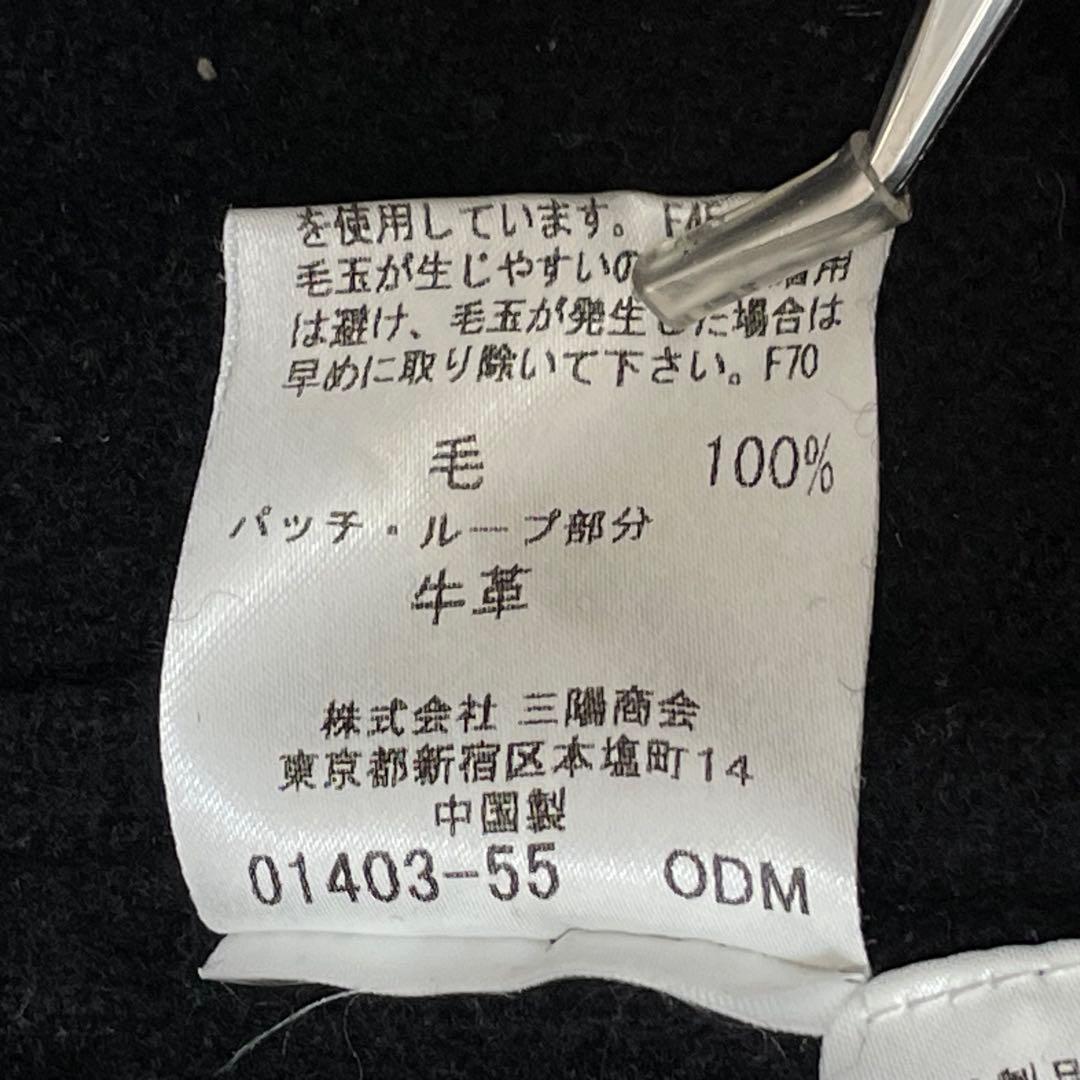 を使用しています。
毛玉が生じやすいの 着用
は避け、毛玉が発生した場合は
早めに取り除いて下さい。F70
毛 100%
パッチ・ループ部分
牛革
株式会社 三陽商会
東京都新宿区本塩町14
中国製
01403-55 ODM